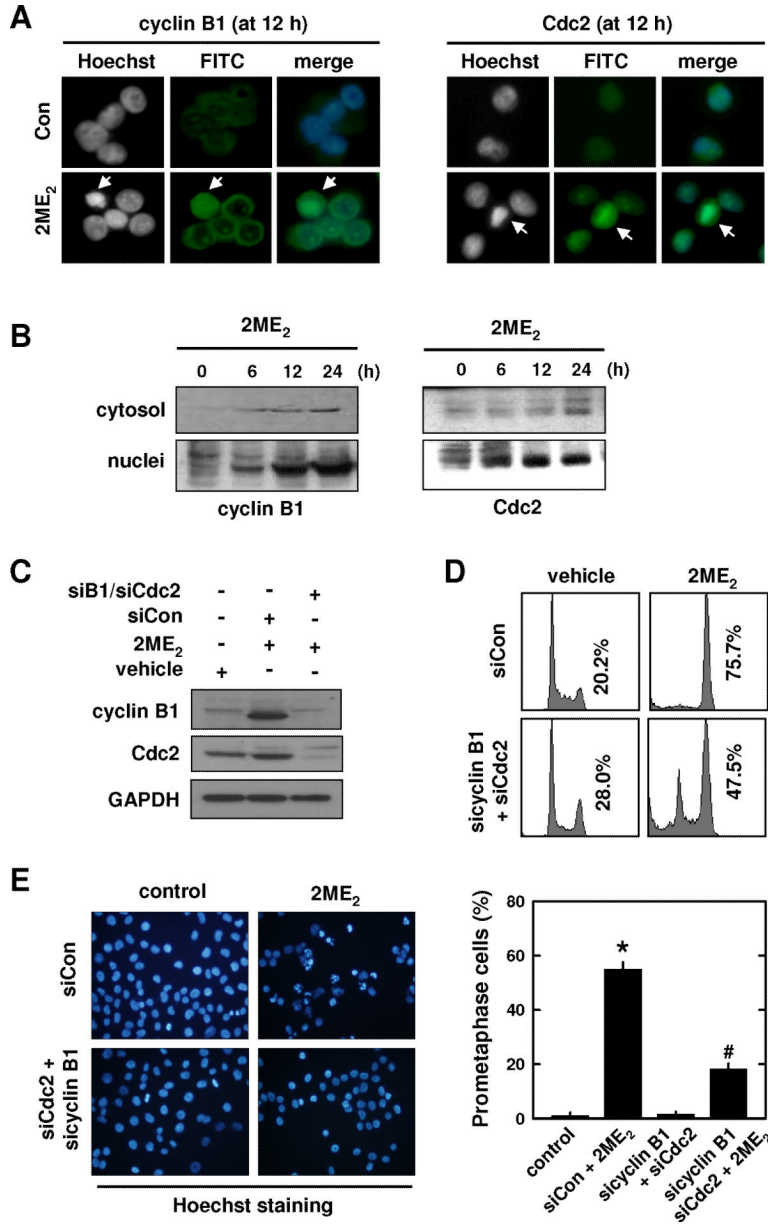 A
cyclin B1 (at 12 h)
Cdc2 (at 12 h)
Hoechst FITC merge
Hoechst FITC merge
Con
2ME2
B
2ME2
2ME2
0 6 12 24 (h)
0 6 12 24 (h)
cytosol
nuclei
cyclin B1
Cdc2
C
siB1/siCdc2 - - +
siCon - + -
2ME2 - + +
vehicle + - -
cyclin B1
Cdc2
GAPDH
D
vehicle 2ME2
siCon
20.2%
75.7%
sicyclin B1
+ siCdc2
28.0%
47.5%
E
control 2ME2
siCon
siCdc2 +
sicyclin B1
Hoechst staining
Prometaphase cells (%)
80
60
40
20
0
*
#
control
siCon + 2ME2
sicyclin B1
+ siCdc2
sicyclin B1
siCdc2 + 2ME2